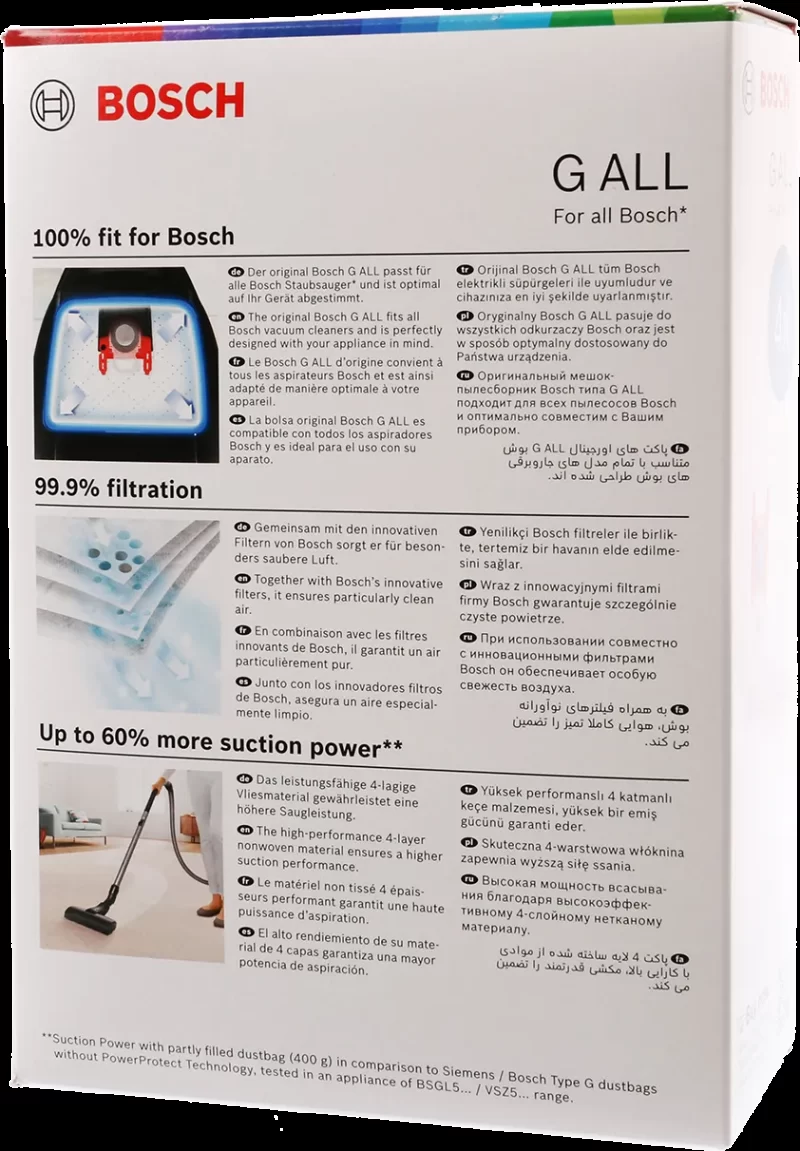 BOSCH
G ALL
For all Bosch*
100% fit for Bosch
de Der original Bosch G ALL passt für
alle Bosch Staubsauger* und ist optimal
auf Ihr Gerät abgestimmt.
en The original Bosch G ALL fits all
Bosch vacuum cleaners and is perfectly
designed with your appliance in mind.
fr Le Bosch G ALL d'origine convient à
tous les aspirateurs Bosch et est ainsi
adapté de manière optimale à votre
appareil.
es La bolsa original Bosch G ALL es
compatible con todos los aspiradores
Bosch y es ideal para el uso con su
aparato.
tr Orijinal Bosch G ALL tüm Bosch
elektrikli süpürgeleri ile uyumludur ve
cihazınıza en iyi şekilde uyarlanmıştır.
pl Oryginalny Bosch G ALL pasuje do
wszystkich odkurzaczy Bosch oraz jest
w sposób optymalny dostosowany do
Państwa urządzenia.
ru Оригинальный мешок-
пылесборник Bosch типа G ALL
подходит для всех пылесосов Bosch
и оптимально совместим с Вашим
прибором.
fa پاکت های اورجینال G ALL بوش
متناسب با تمام مدل های جاروبرقی
های بوش طراحی شده اند.
99.9% filtration
de Gemeinsam mit den innovativen
Filtern von Bosch sorgt er für beson-
ders saubere Luft.
en Together with Bosch's innovative
filters, it ensures particularly clean
air.
fr En combinaison avec les filtres
innovants de Bosch, il garantit un air
particulièrement pur.
es Junto con los innovadores filtros
de Bosch, asegura un aire especial-
mente limpio.
tr Yenilikçi Bosch filtreler ile birlik-
te, tertemiz bir havanın elde edilme-
sini sağlar.
pl Wraz z innowacyjnymi filtrami
firmy Bosch gwarantuje szczególnie
czyste powietrze.
ru При использовании совместно
с инновационными фильтрами
Bosch он обеспечивает особую
свежесть воздуха.
fa به همراه فیلترهای نوآورانه
بوش، هوایی کاملا تمیز را تضمین
می کند.
Up to 60% more suction power**
de Das leistungsfähige 4-lagige
Vliesmaterial gewährleistet eine
höhere Saugleistung.
en The high-performance 4-layer
nonwoven material ensures a higher
suction performance.
fr Le matériel non tissé 4 épais-
seurs performant garantit une haute
puissance d'aspiration.
es El alto rendimiento de su mate-
rial de 4 capas garantiza una mayor
potencia de aspiración.
tr Yüksek performanslı 4 katmanlı
keçe malzemesi, yüksek bir emiş
gücünü garanti eder.
pl Skuteczna 4-warstwowa włóknina
zapewnia wyższą siłę ssania.
ru Высокая мощность всасыва-
ния благодаря высокоэффек-
тивному 4-слойному нетканому
материалу.
fa پاکت 4 لایه ساخته شده از موادی
با کارایی بالا، مکشی قدرتمند را تضمین
می کند.
**Suction Power with partly filled dustbag (400 g) in comparison to Siemens / Bosch Type G dustbags
without PowerProtect Technology, tested in an appliance of BSGL5... / VSZ5... range.
BOSCH